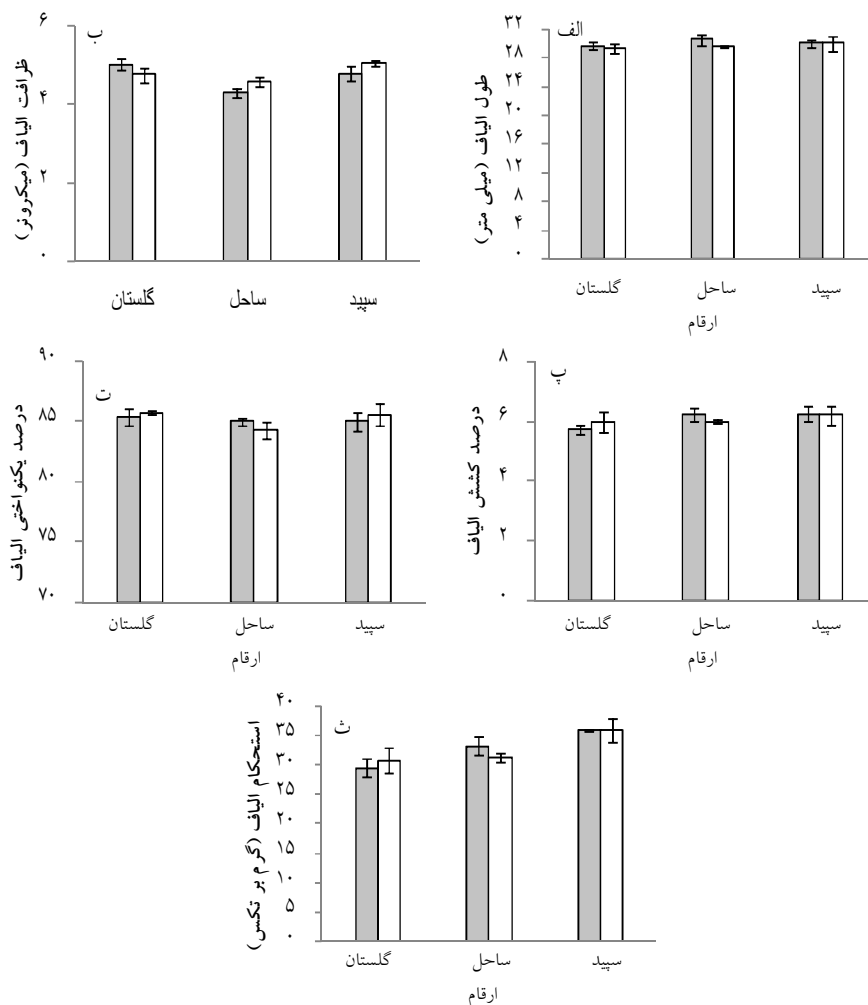 الف
طول الیاف (میلی متر)
۳۲
۲۸
۲۴
۲۰
۱۶
۱۲
۸
۴
۰
گلستان ساحل سپید
ارقام
ب
ظرافت الیاف (میکرونر)
۶
۴
۲
۰
گلستان ساحل سپید
پ
درصد کشش الیاف
۸
۶
۴
۲
۰
گلستان ساحل سپید
ارقام
ت
درصد یکنواختی الیاف
۹۰
۸۵
۸۰
۷۵
۷۰
گلستان ساحل سپید
ارقام
ث
استحکام الیاف (گرم بر تکس)
۴۰
۳۵
۳۰
۲۵
۲۰
۱۵
۱۰
۵
۰
گلستان ساحل سپید
ارقام